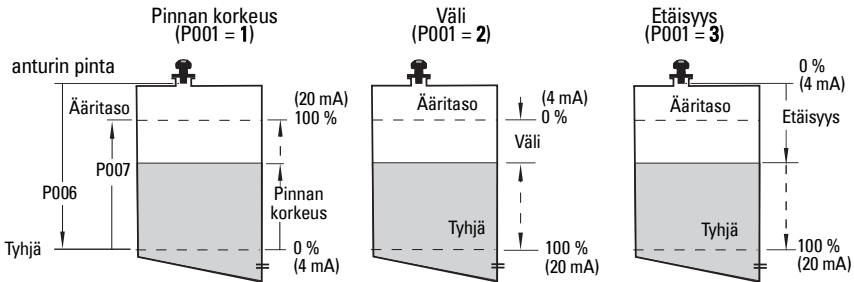 Pinnan korkeus
(P001 = 1)
Väli
(P001 = 2)
Etäisyys
(P001 = 3)
anturin pinta
Ääritaso
(20 mA)
100 %
P007
P006
Pinnan
korkeus
Tyhjä
0 %
(4 mA)
Ääritaso
(4 mA)
0 %
Väli
Tyhjä
100 %
(20 mA)
0 %
(4 mA)
Ääritaso
Etäisyys
Tyhjä
100 %
(20 mA)